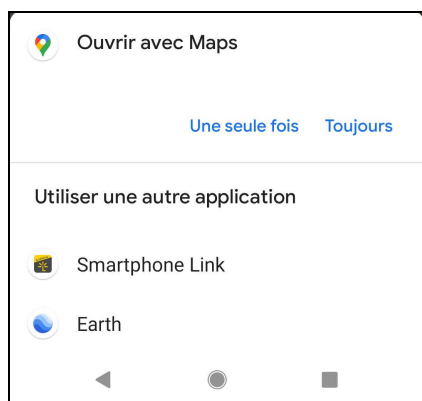 Ouvrir avec Maps
Une seule fois Toujours
Utiliser une autre application
Smartphone Link
Earth